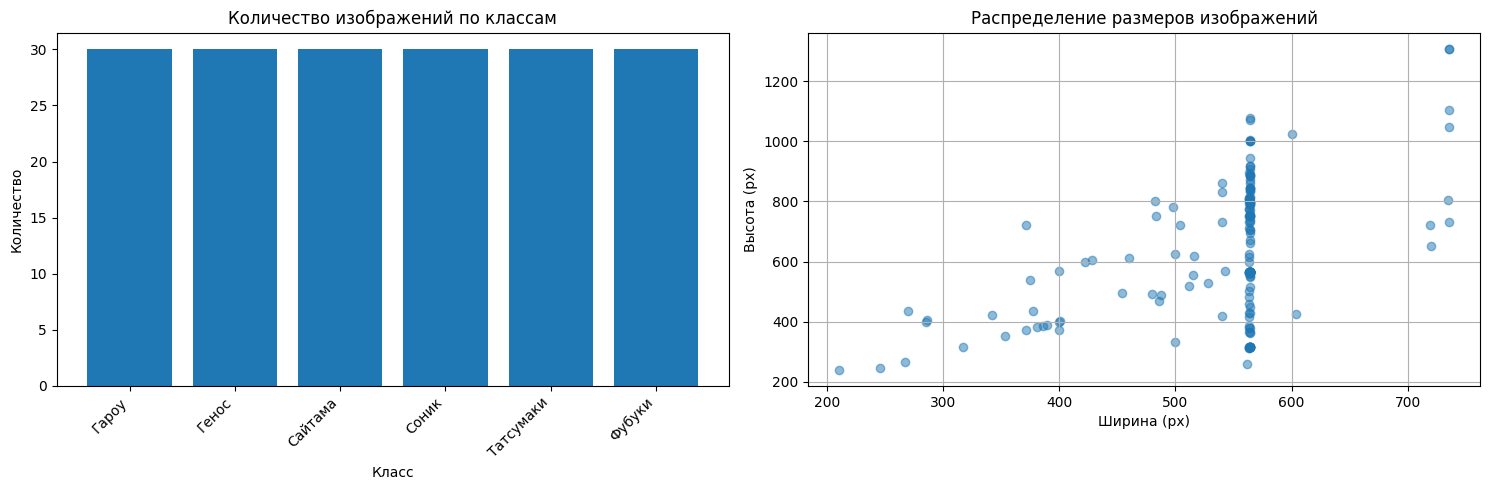 Количество изображений по классам
30
25
20
15
10
5
0
Количество
Гароу
Генос
Сайтама
Соник
Татсумаки
Фубуки
Класс
Распределение размеров изображений
1200
1000
800
600
400
200
Высота (px)
200 300 400 500 600 700
Ширина (px)